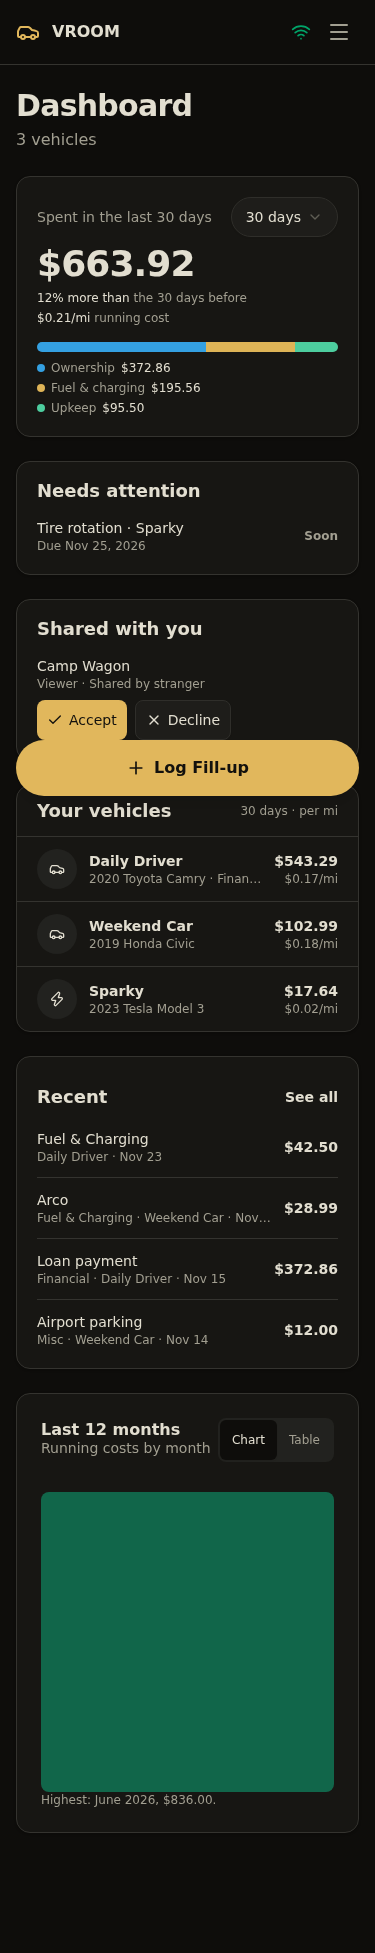 VROOM
Dashboard
3 vehicles
Spent in the last 30 days
30 days
$663.92
12% more than the 30 days before
$0.21/mi running cost
Ownership $372.86
Fuel & charging $195.56
Upkeep $95.50
Needs attention
Tire rotation · Sparky
Due Nov 25, 2026
Soon
Shared with you
Camp Wagon
Viewer · Shared by stranger
Accept
Decline
Log Fill-up
Your vehicles
30 days · per mi
Daily Driver
$543.29
2020 Toyota Camry · Finan…
$0.17/mi
Weekend Car
$102.99
2019 Honda Civic
$0.18/mi
Sparky
$17.64
2023 Tesla Model 3
$0.02/mi
Recent
See all
Fuel & Charging
Daily Driver · Nov 23
$42.50
Arco
Fuel & Charging · Weekend Car · Nov…
$28.99
Loan payment
Financial · Daily Driver · Nov 15
$372.86
Airport parking
Misc · Weekend Car · Nov 14
$12.00
Last 12 months
Running costs by month
Chart
Table
Highest: June 2026, $836.00.